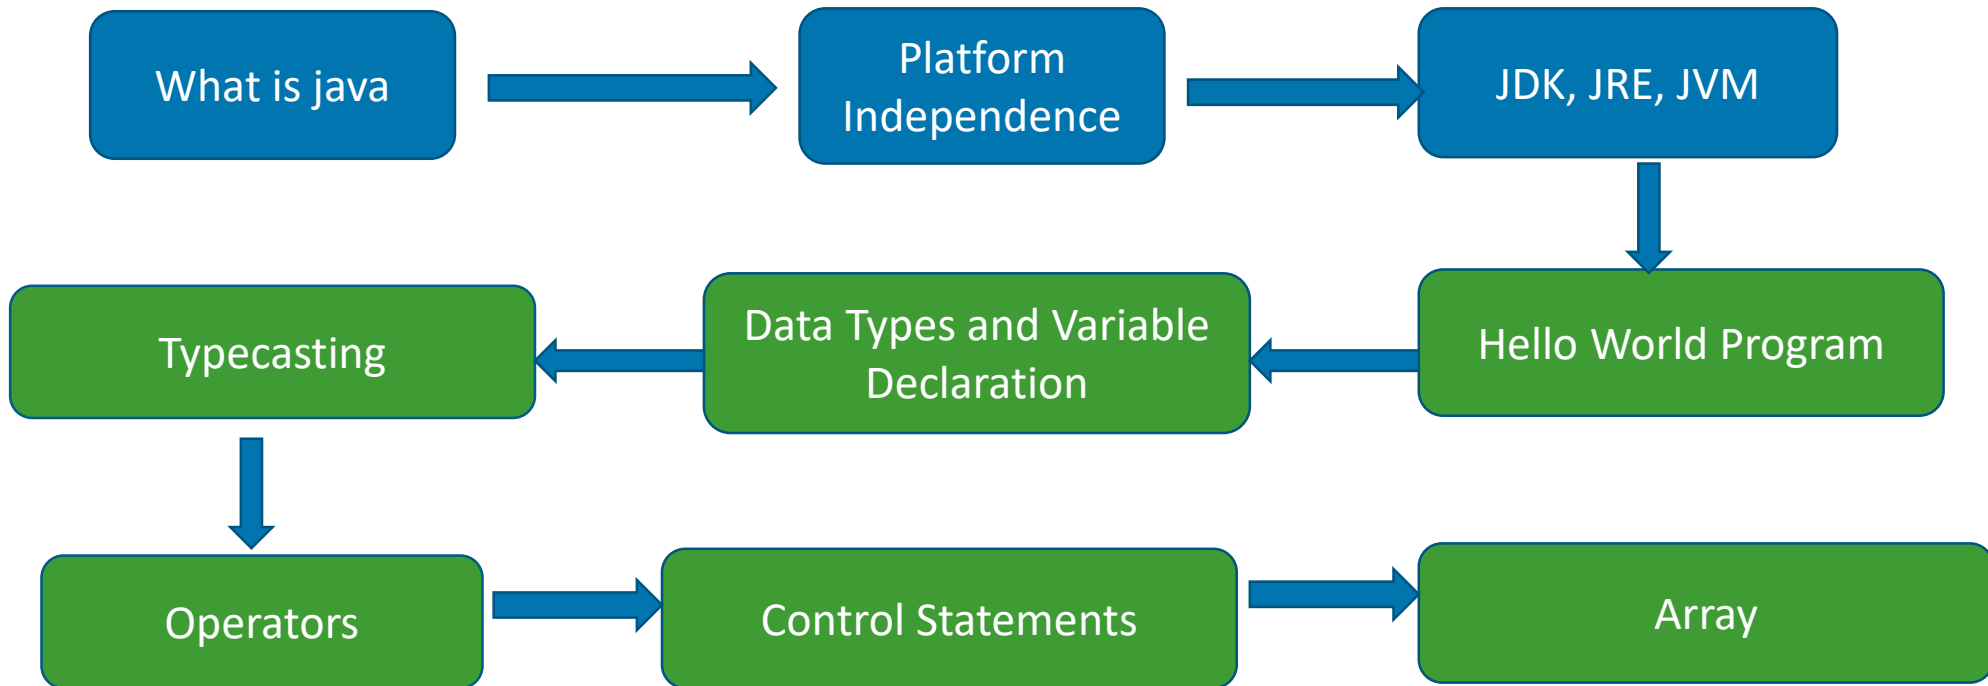 What is java
Platform
Independence
JDK, JRE, JVM
Hello World Program
Data Types and Variable
Declaration
Typecasting
Operators
Control Statements
Array